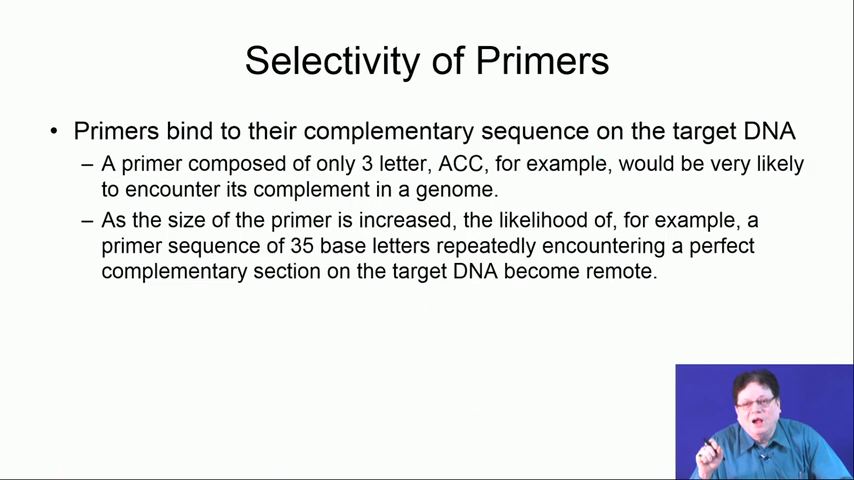 Selectivity of Primers
• Primers bind to their complementary sequence on the target DNA
– A primer composed of only 3 letter, ACC, for example, would be very likely
to encounter its complement in a genome.
– As the size of the primer is increased, the likelihood of, for example, a
primer sequence of 35 base letters repeatedly encountering a perfect
complementary section on the target DNA become remote.